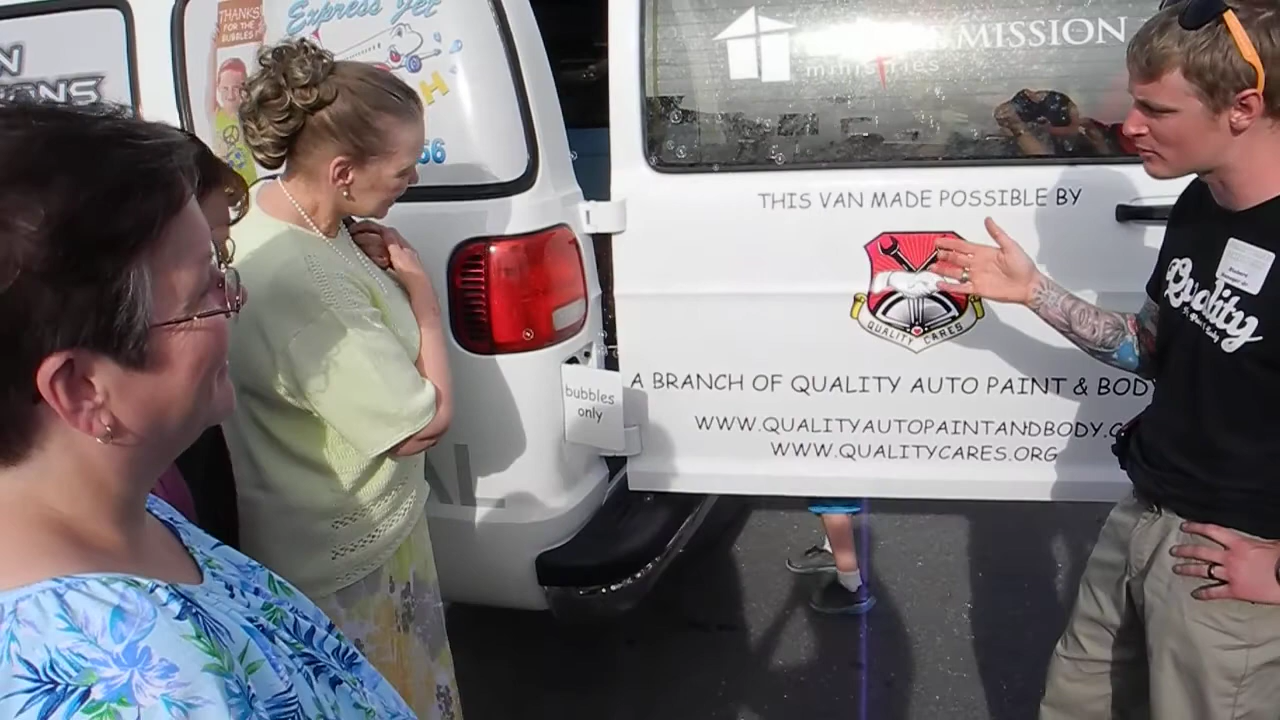 THANKS!
FOR THE
BUBBLES!
Express Jet
MISSION
ministries
THIS VAN MADE POSSIBLE BY
QUALITY CARES
A BRANCH OF QUALITY AUTO PAINT & BODY
WWW.QUALITYAUTOPAINTANDBODY.C
WWW.QUALITYCARES.ORG
bubbles
only
Quality